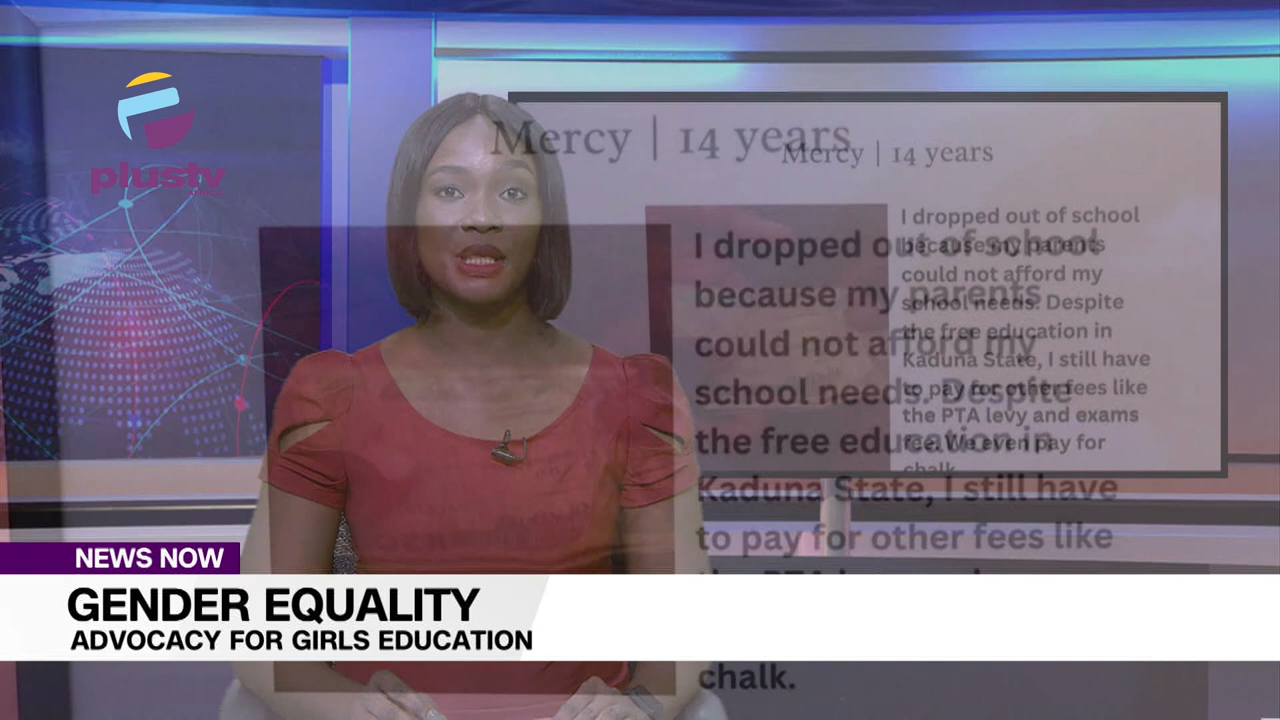 plustv
Mercy | 14 years
I dropped out of school
because my parents
could not afford my
school needs. Despite
the free education in
Kaduna State, I still have
to pay for other fees like
chalk.
Mercy | 14 years
I dropped out of school
because my parents
could not afford my
school needs. Despite
the free education in
Kaduna State, I still have
to pay for other fees like
the PTA levy and exams
fee. We even pay for
chalk.
NEWS NOW
GENDER EQUALITY
ADVOCACY FOR GIRLS EDUCATION